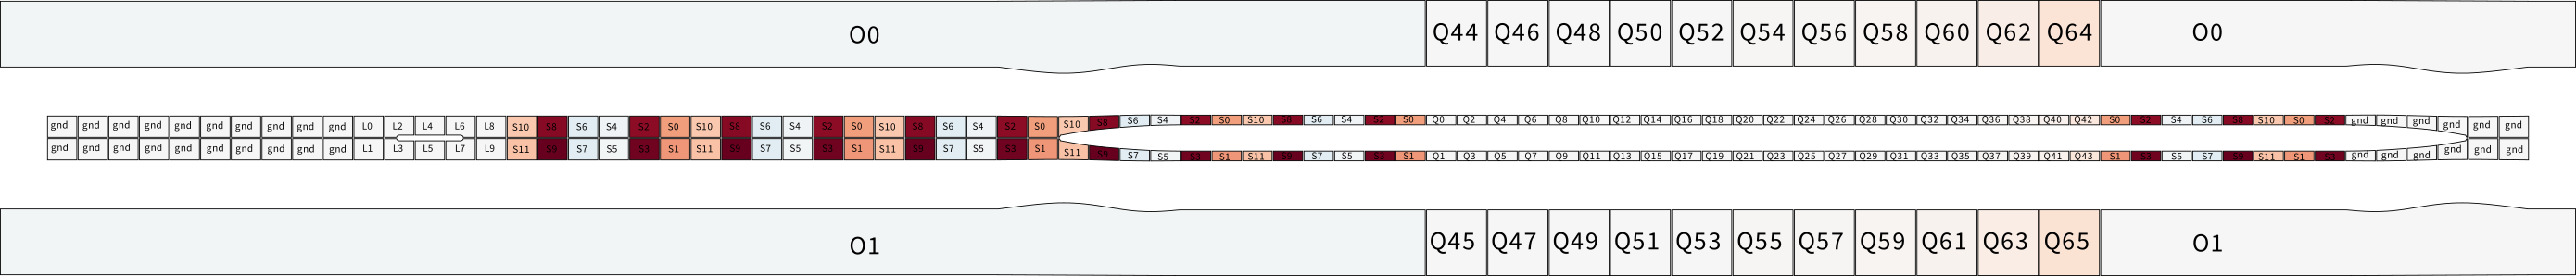 O0 Q44 Q46 Q48 Q50 Q52 Q54 Q56 Q58 Q60 Q62 Q64 O0
gnd gnd gnd gnd gnd gnd gnd gnd gnd gnd L0 L2 L4 L6 L8 S10 S8 S6 S4 S2 S0 S10 S8 S6 S4 S2 S0 S10 S8 S6 S4 S2 S0 S10 S8 S6 S4 S2 S0 S10 S8 S6 S4 S2 S0 Q0 Q2 Q4 Q6 Q8 Q10 Q12 Q14 Q16 Q18 Q20 Q22 Q24 Q26 Q28 Q30 Q32 Q34 Q36 Q38 Q40 Q42 S0 S2 S4 S6 S8 S10 S0 S2 gnd gnd gnd gnd gnd gnd
gnd gnd gnd gnd gnd gnd gnd gnd gnd gnd L1 L3 L5 L7 L9 S11 S9 S7 S5 S3 S1 S11 S9 S7 S5 S3 S1 S11 S9 S7 S5 S3 S1 S11 S9 S7 S5 S3 S1 S11 S9 S7 S5 S3 S1 Q1 Q3 Q5 Q7 Q9 Q11 Q13 Q15 Q17 Q19 Q21 Q23 Q25 Q27 Q29 Q31 Q33 Q35 Q37 Q39 Q41 Q43 S1 S3 S5 S7 S9 S11 S1 S3 gnd gnd gnd gnd gnd gnd
O1 Q45 Q47 Q49 Q51 Q53 Q55 Q57 Q59 Q61 Q63 Q65 O1